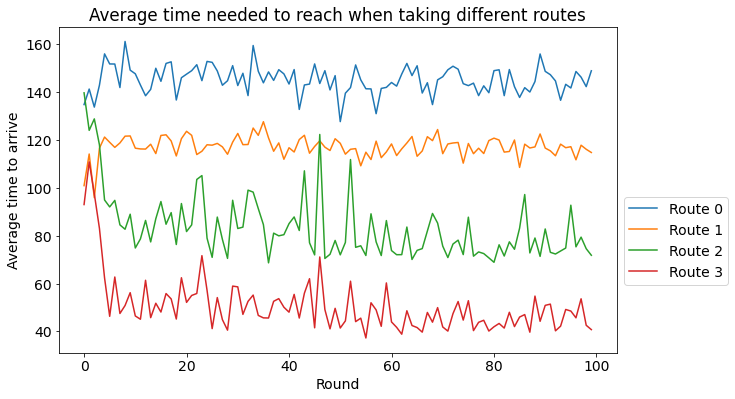 Average time needed to reach when taking different routes
Average time to arrive
160
140
120
100
80
60
40
0
20
40
60
80
100
Round
Route 0
Route 1
Route 2
Route 3